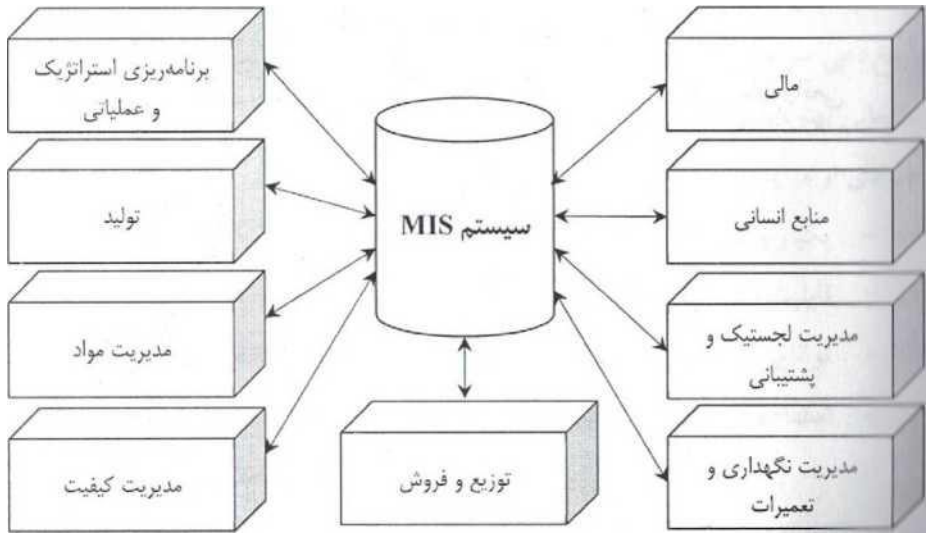 مالی
برنامه‌ریزی استراتژیک
و عملیاتی
منابع انسانی
سیستم MIS
تولید
مدیریت لجستیک و
پشتیبانی
مدیریت مواد
مدیریت نگهداری و
تعمیرات
توزیع و فروش
مدیریت کیفیت